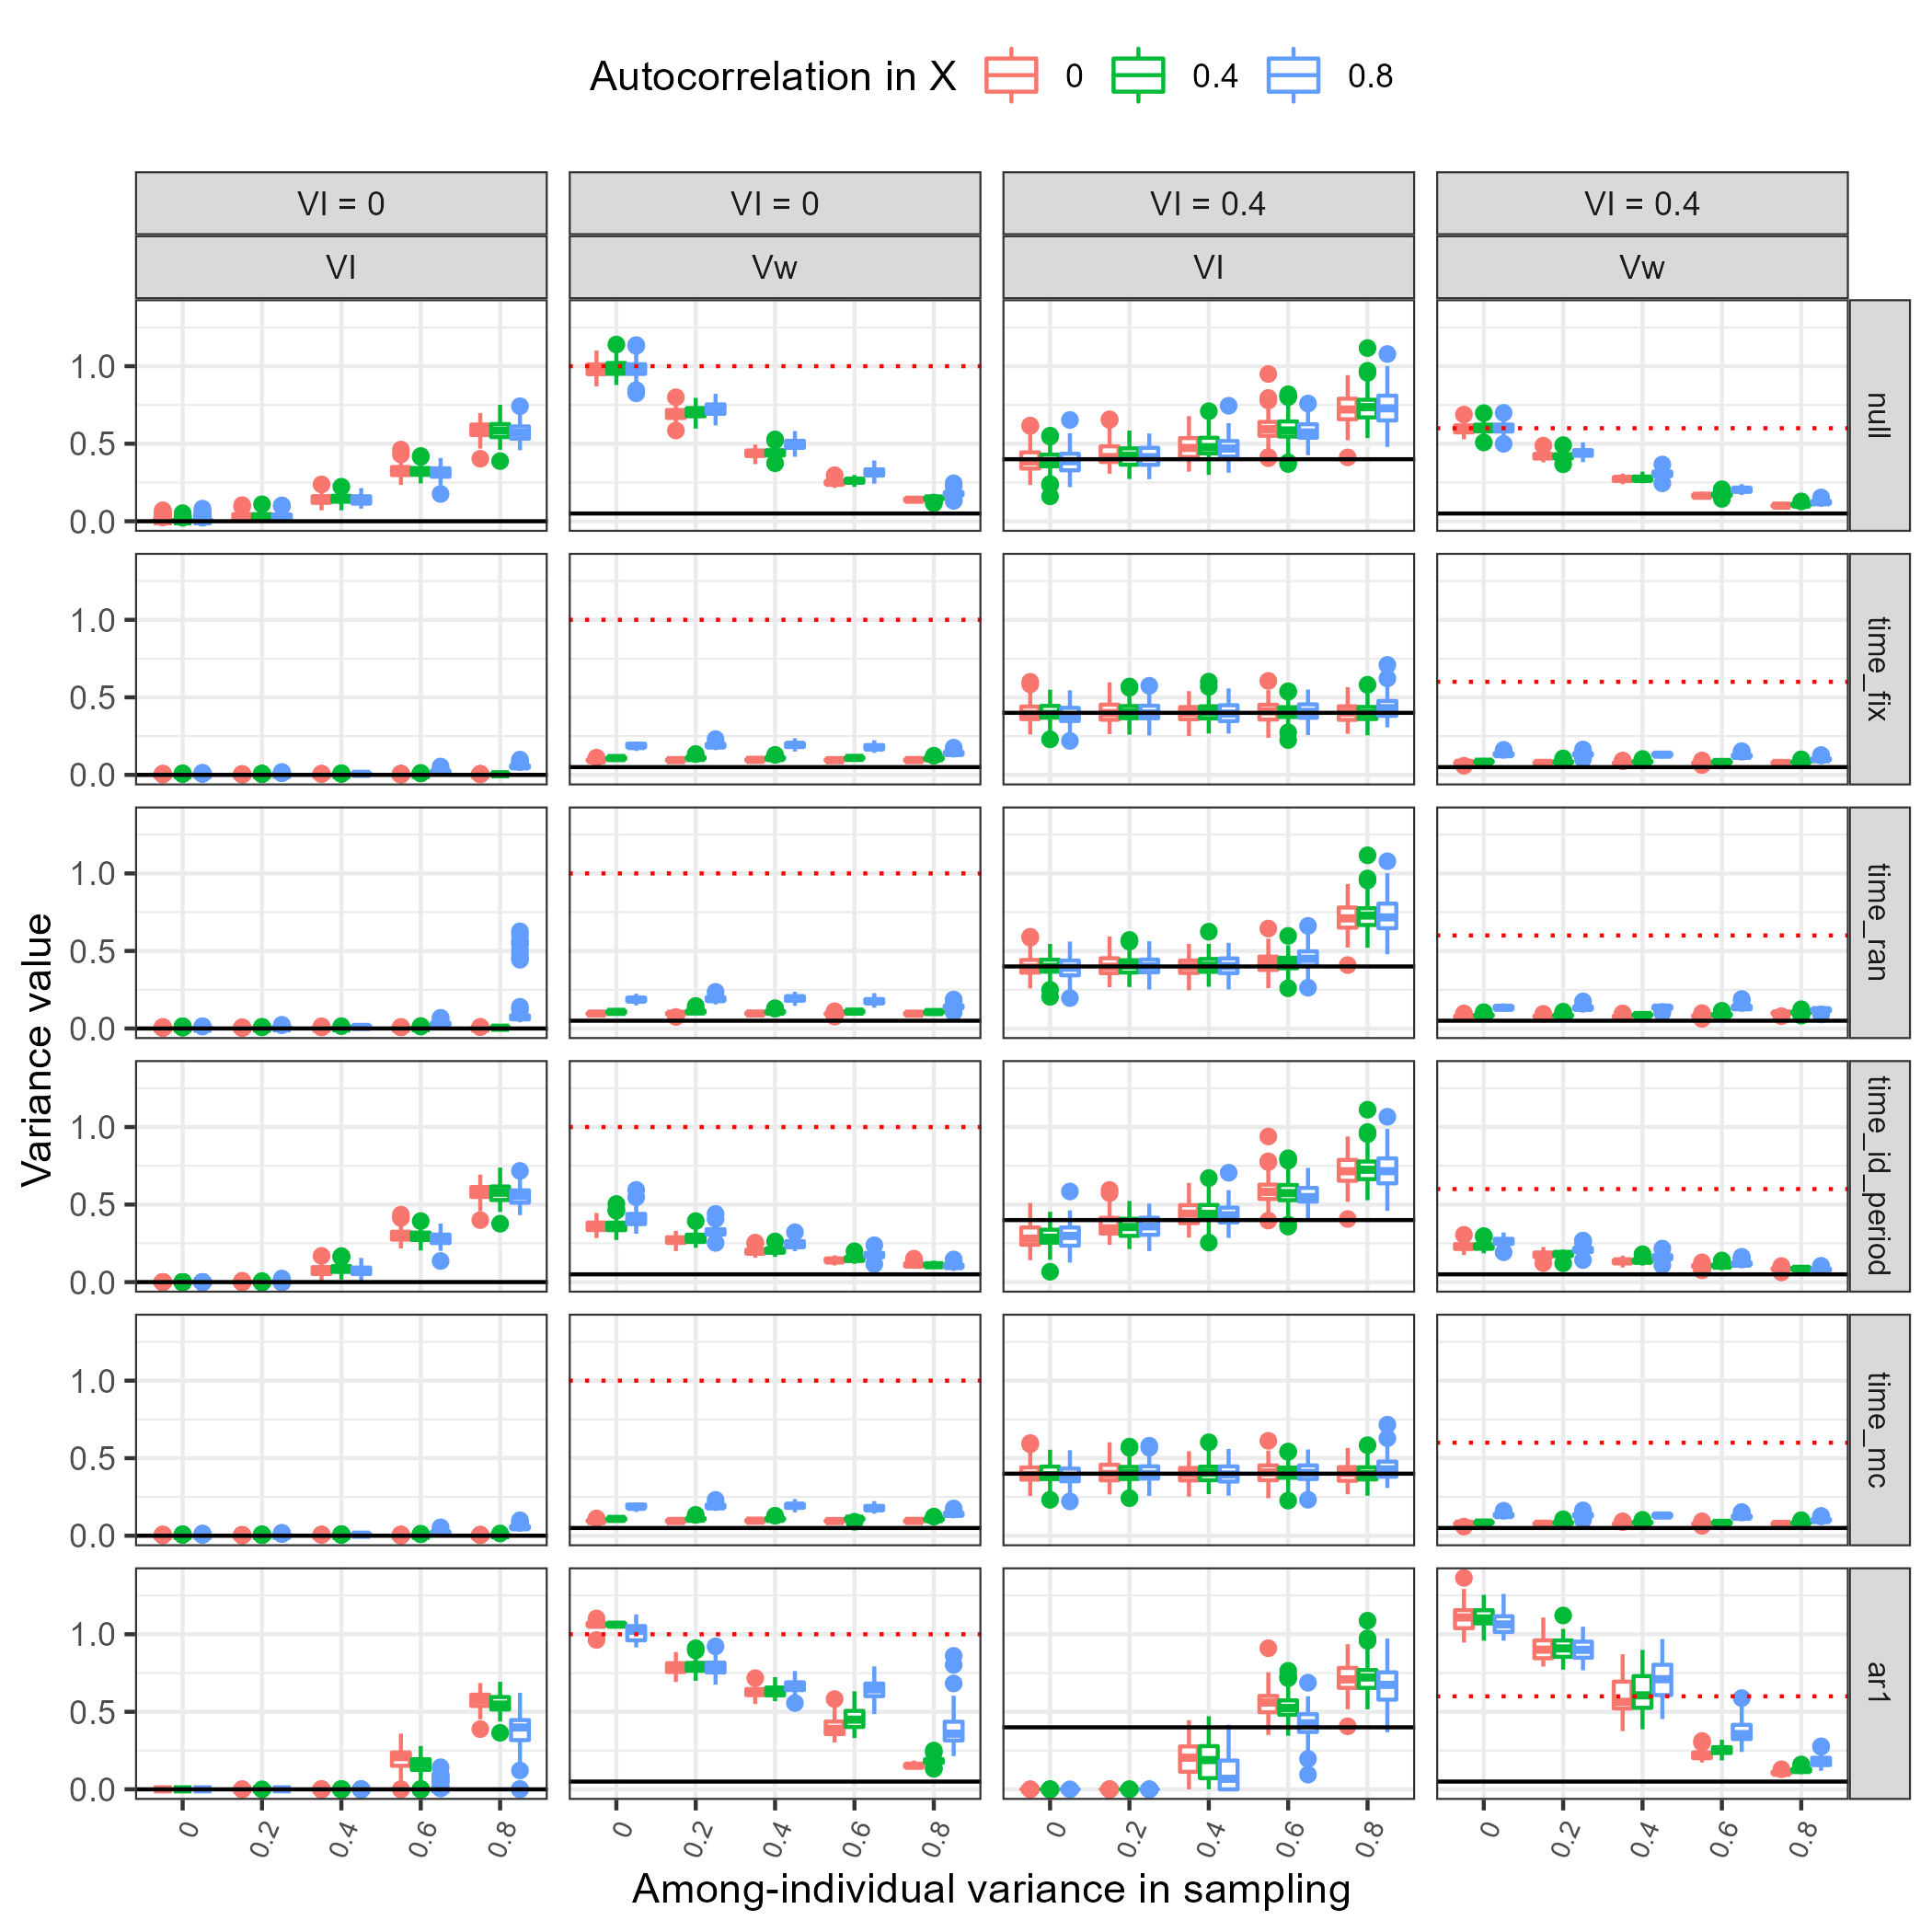 Autocorrelation in X 0 0.4 0.8
VI = 0 VI = 0 VI = 0.4 VI = 0.4
VI Vw VI Vw
1.0
0.5
0.0
null
1.0
0.5
0.0
time_fix
1.0
0.5
0.0
time_ran
1.0
0.5
0.0
time_id_period
1.0
0.5
0.0
time_mc
1.0
0.5
0.0
ar1
Variance value
0 0.2 0.4 0.6 0.8 0 0.2 0.4 0.6 0.8 0 0.2 0.4 0.6 0.8 0 0.2 0.4 0.6 0.8
Among-individual variance in sampling